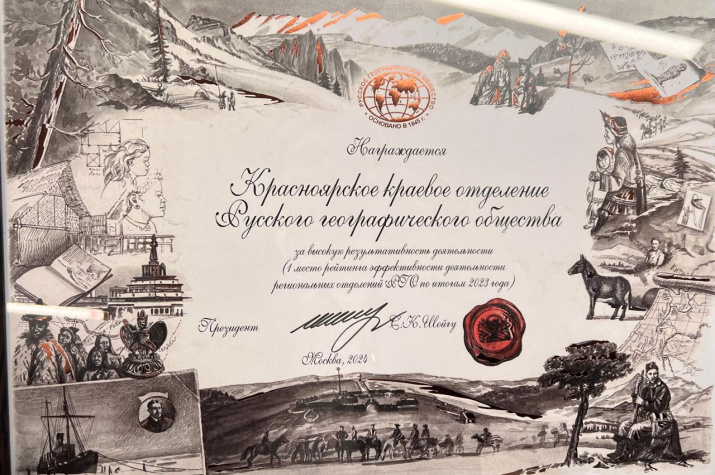 РУССКОЕ ГЕОГРАФИЧЕСКОЕ ОБЩЕСТВО
ОСНОВАНО В 1845 г.
Награждается
Красноярское краевое отделение
Русского географического общества
за высокую результативность деятельности
(1 место рейтинга эффективности деятельности
региональных отделений РГО по итогам 2023 года)
Президент С.К.Шойгу
Москва, 2024